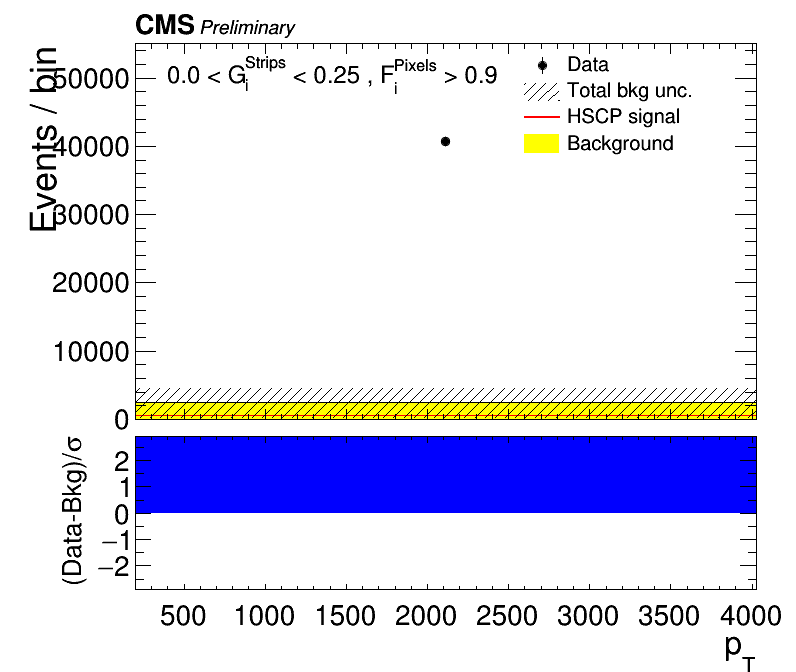 CMS Preliminary
0.0 < G_i^Strips < 0.25 , F_i^Pixels > 0.9
Data
Total bkg unc.
HSCP signal
Background
Events / bin
50000
40000
30000
20000
10000
0
(Data-Bkg)/σ
2
1
0
−1
−2
500 1000 1500 2000 2500 3000 3500 4000
p_T